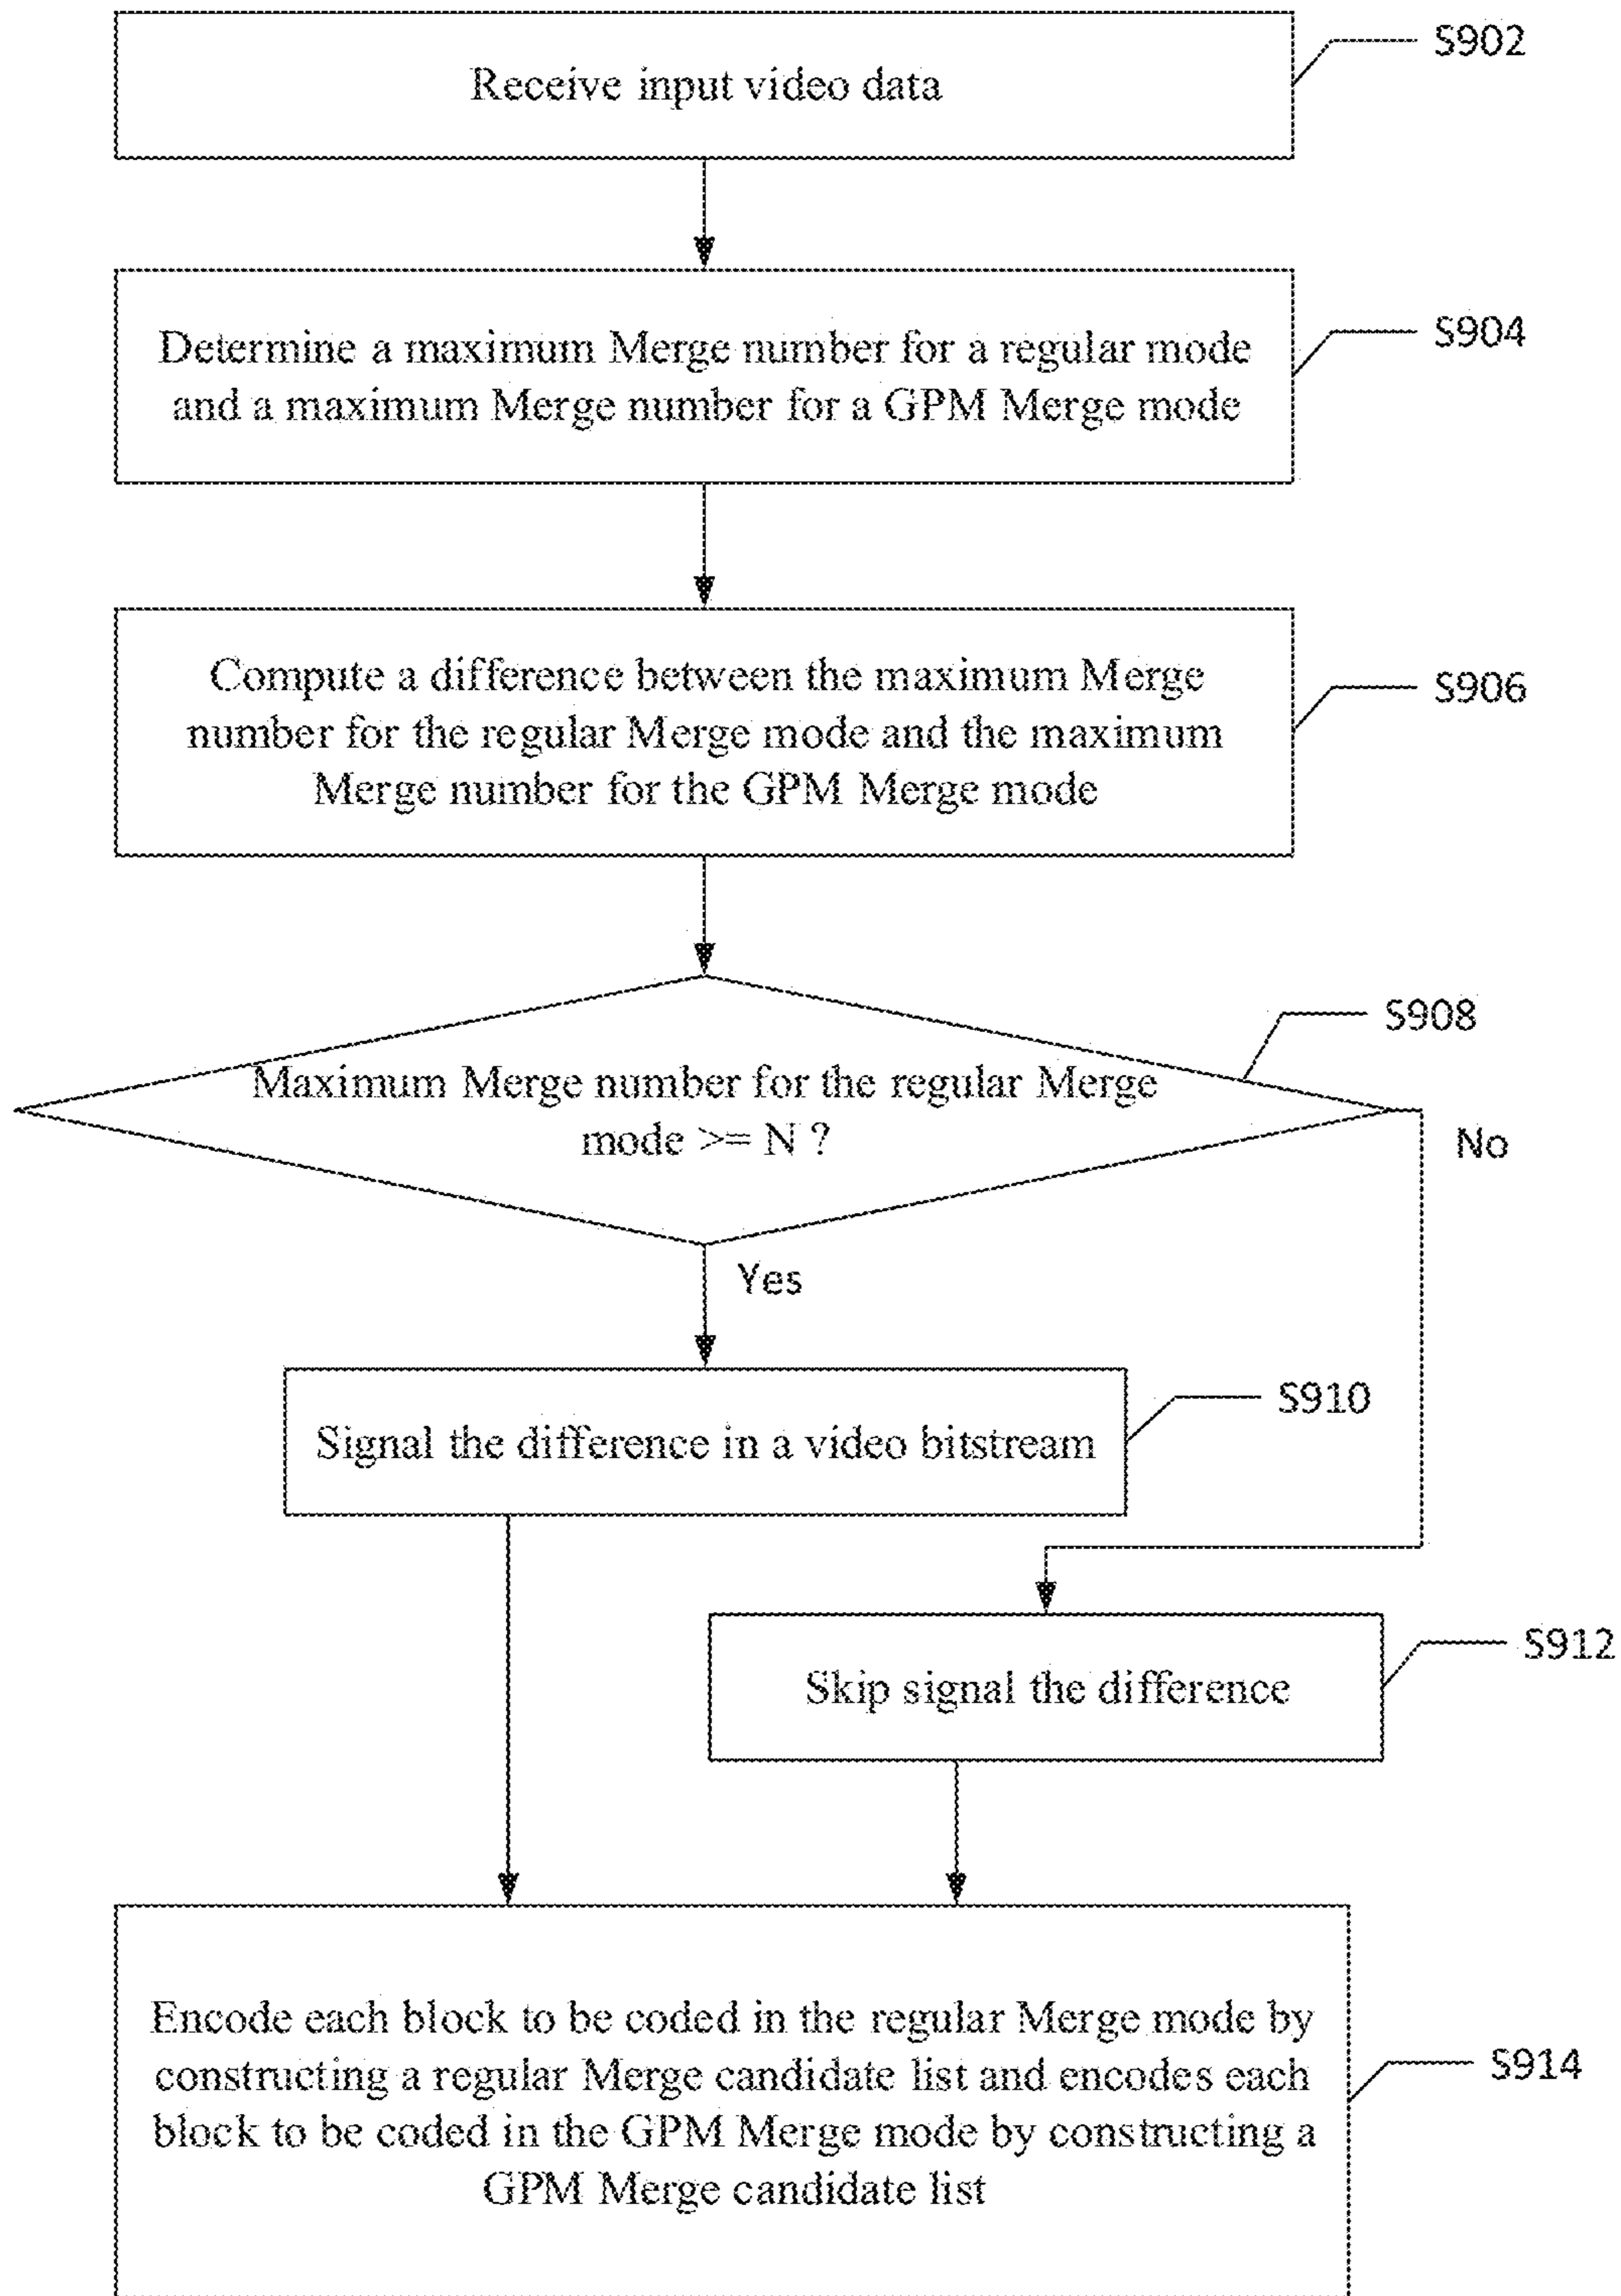 Receive input video data
S902
Determine a maximum Merge number for a regular mode
and a maximum Merge number for a GPM Merge mode
S904
Compute a difference between the maximum Merge
number for the regular Merge mode and the maximum
Merge number for the GPM Merge mode
S906
Maximum Merge number for the regular Merge
mode >= N ?
S908
No
Yes
Signal the difference in a video bitstream
S910
Skip signal the difference
S912
Encode each block to be coded in the regular Merge mode by
constructing a regular Merge candidate list and encodes each
block to be coded in the GPM Merge mode by constructing a
GPM Merge candidate list
S914